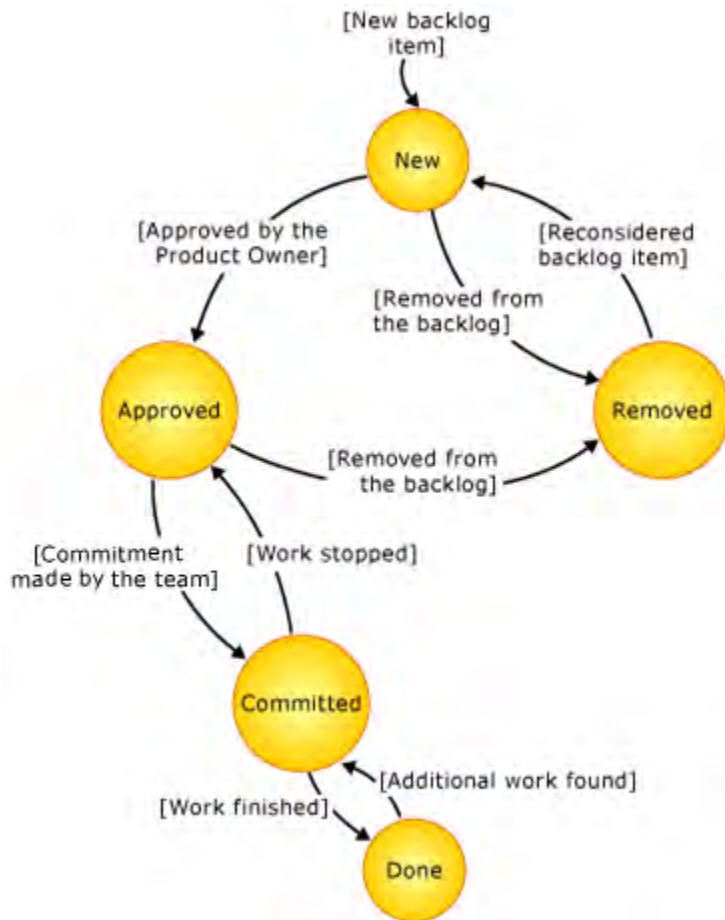 [New backlog
item]
New
[Approved by the
Product Owner]
[Reconsidered
backlog item]
[Removed from
the backlog]
Approved
Removed
[Removed from
the backlog]
[Commitment
made by the team]
[Work stopped]
Committed
[Additional work found]
[Work finished]
Done